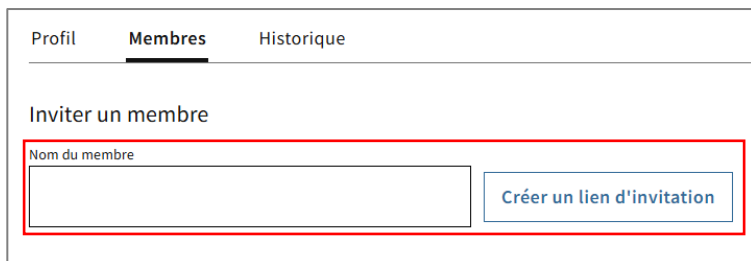 Profil Membres Historique
Inviter un membre
Nom du membre
Créer un lien d'invitation